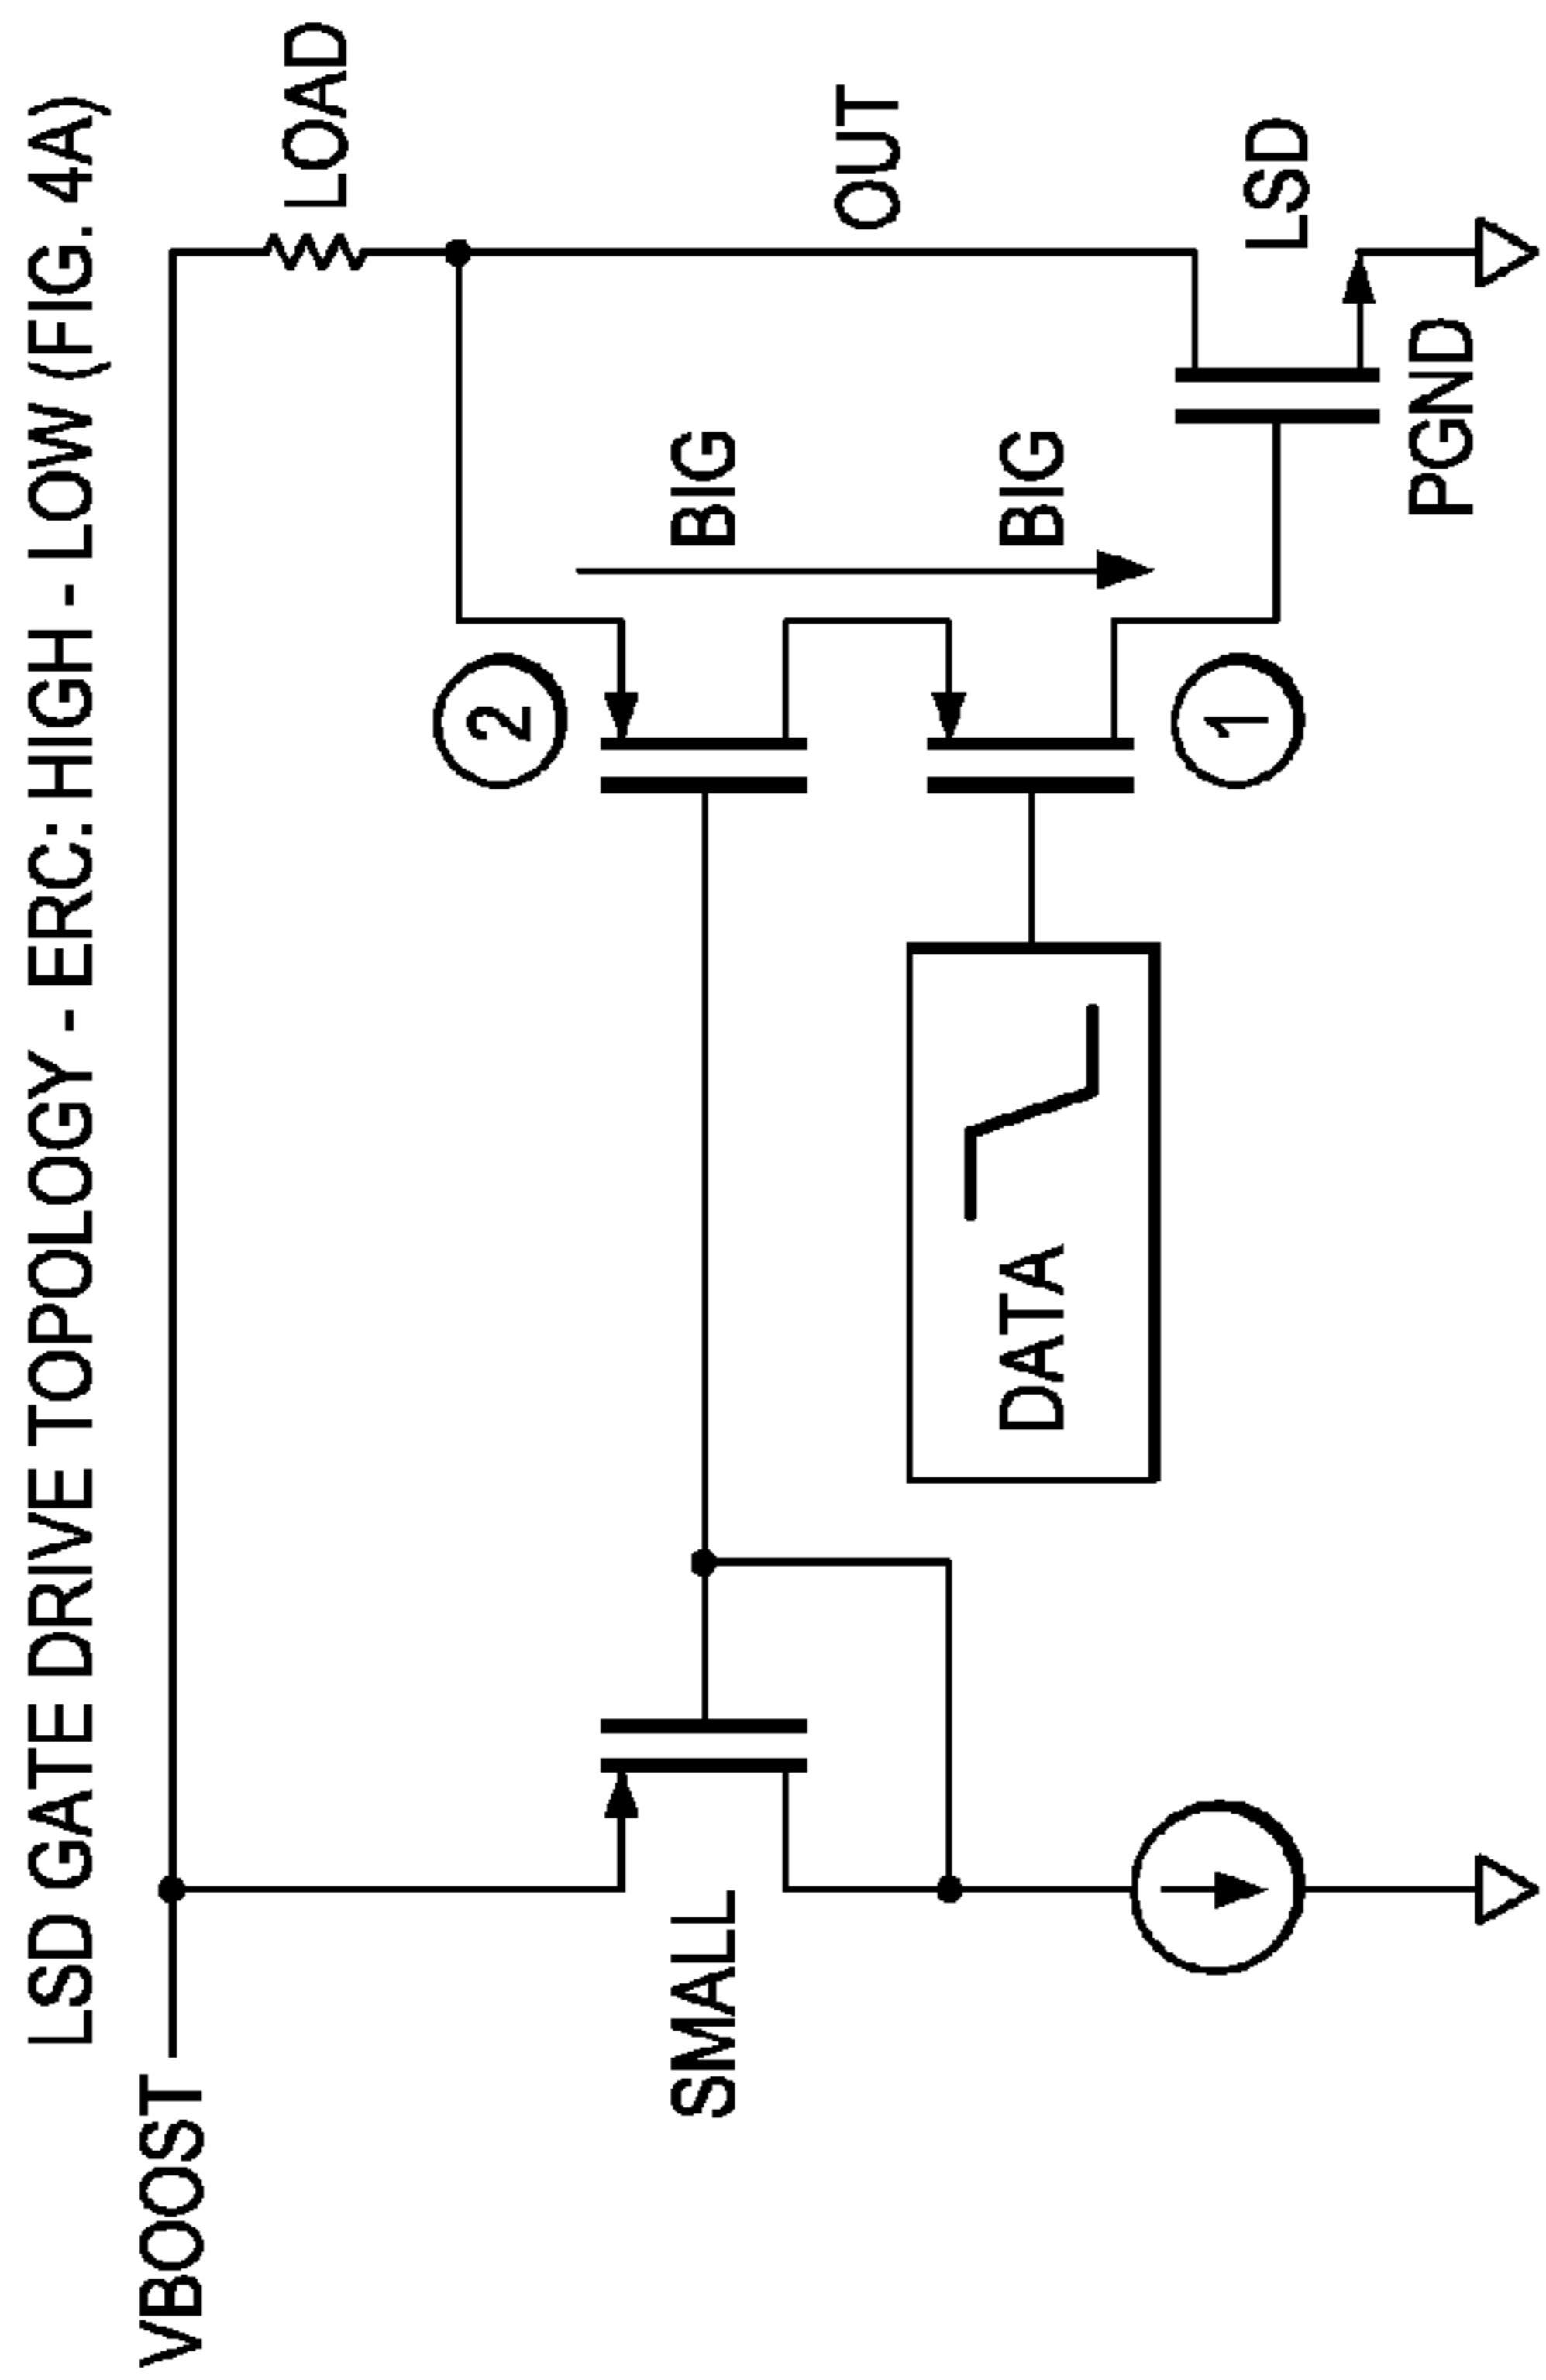 LSD GATE DRIVE TOPOLOGY - ERC: HIGH - LOW (FIG. 4A)
VBOOST
LOAD
SMALL
2
BIG
OUT
DATA
BIG
1
LSD
PGND